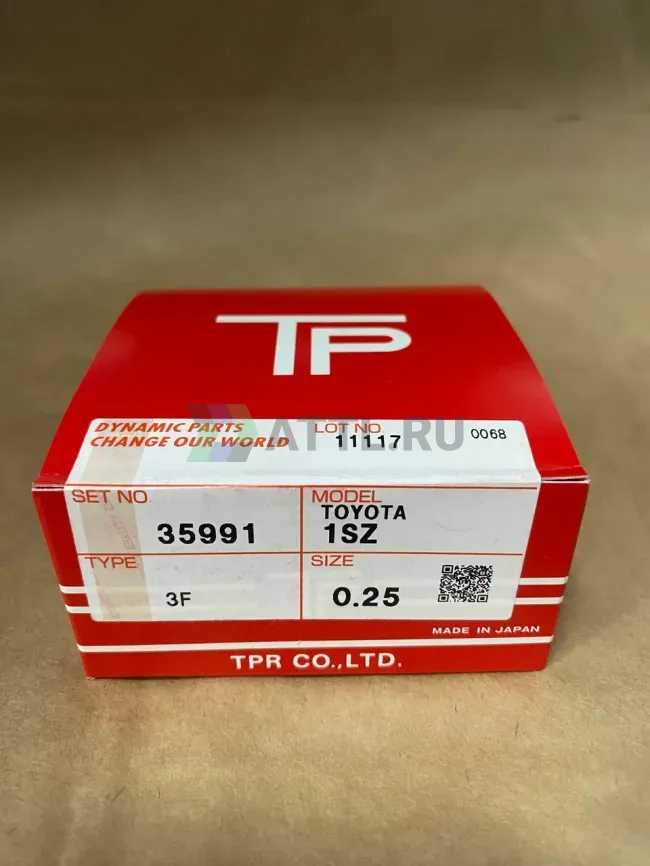 TP
DYNAMIC PARTS
CHANGE OUR WORLD
LOT NO.
11117
0068
ATTL.RU
SET NO.
35991
MODEL
TOYOTA
1SZ
TYPE
3F
SIZE
0.25
MADE IN JAPAN
TPR CO.,LTD.